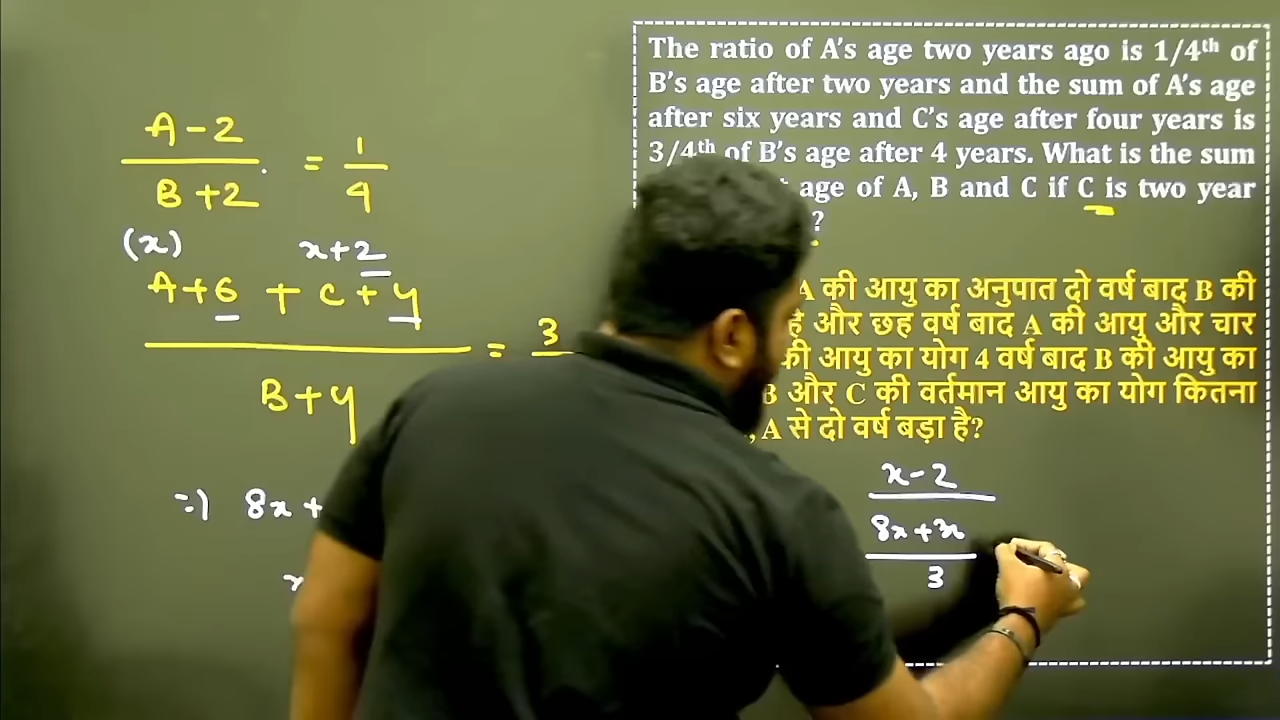 The ratio of A's age two years ago is 1/4th of
B's age after two years and the sum of A's age
after six years and C's age after four years is
3/4th of B's age after 4 years. What is the sum
age of A, B and C if C is two year
?
A की आयु का अनुपात दो वर्ष बाद B की
है और छह वर्ष बाद A की आयु और चार
की आयु का योग 4 वर्ष बाद B की आयु का
B और C की वर्तमान आयु का योग कितना
, A से दो वर्ष बड़ा है?
A-2
B+2
= 1
4
(x) x+2
A+6 + C+4
B+4
= 3
=) 8x+
x-2
8x+
3